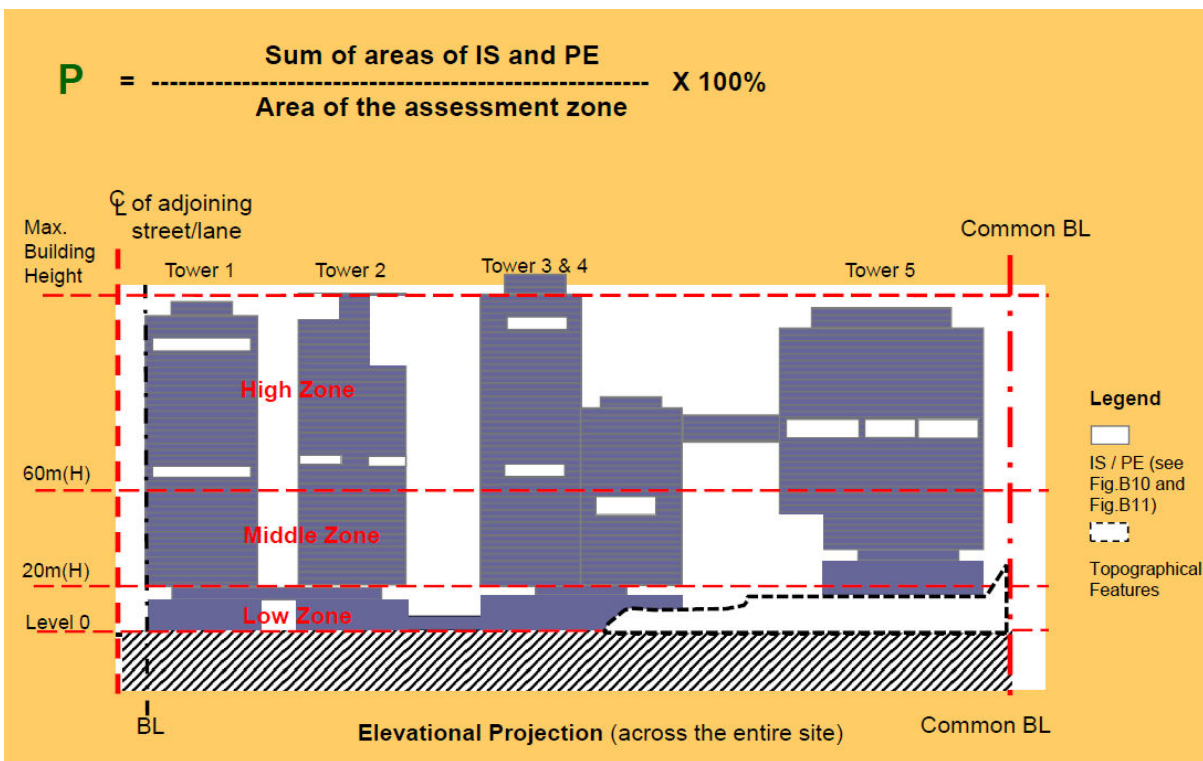 Sum of areas of IS and PE
P = ---------------------------------------------------- X 100%
Area of the assessment zone
℄ of adjoining
street/lane
Max.
Building
Height
Common BL
Tower 1
Tower 2
Tower 3 & 4
Tower 5
High Zone
Legend
IS / PE (see
Fig.B10 and
Fig.B11)
60m(H)
Middle Zone
20m(H)
Topographical
Features
Level 0
Low Zone
BL
Elevational Projection (across the entire site)
Common BL